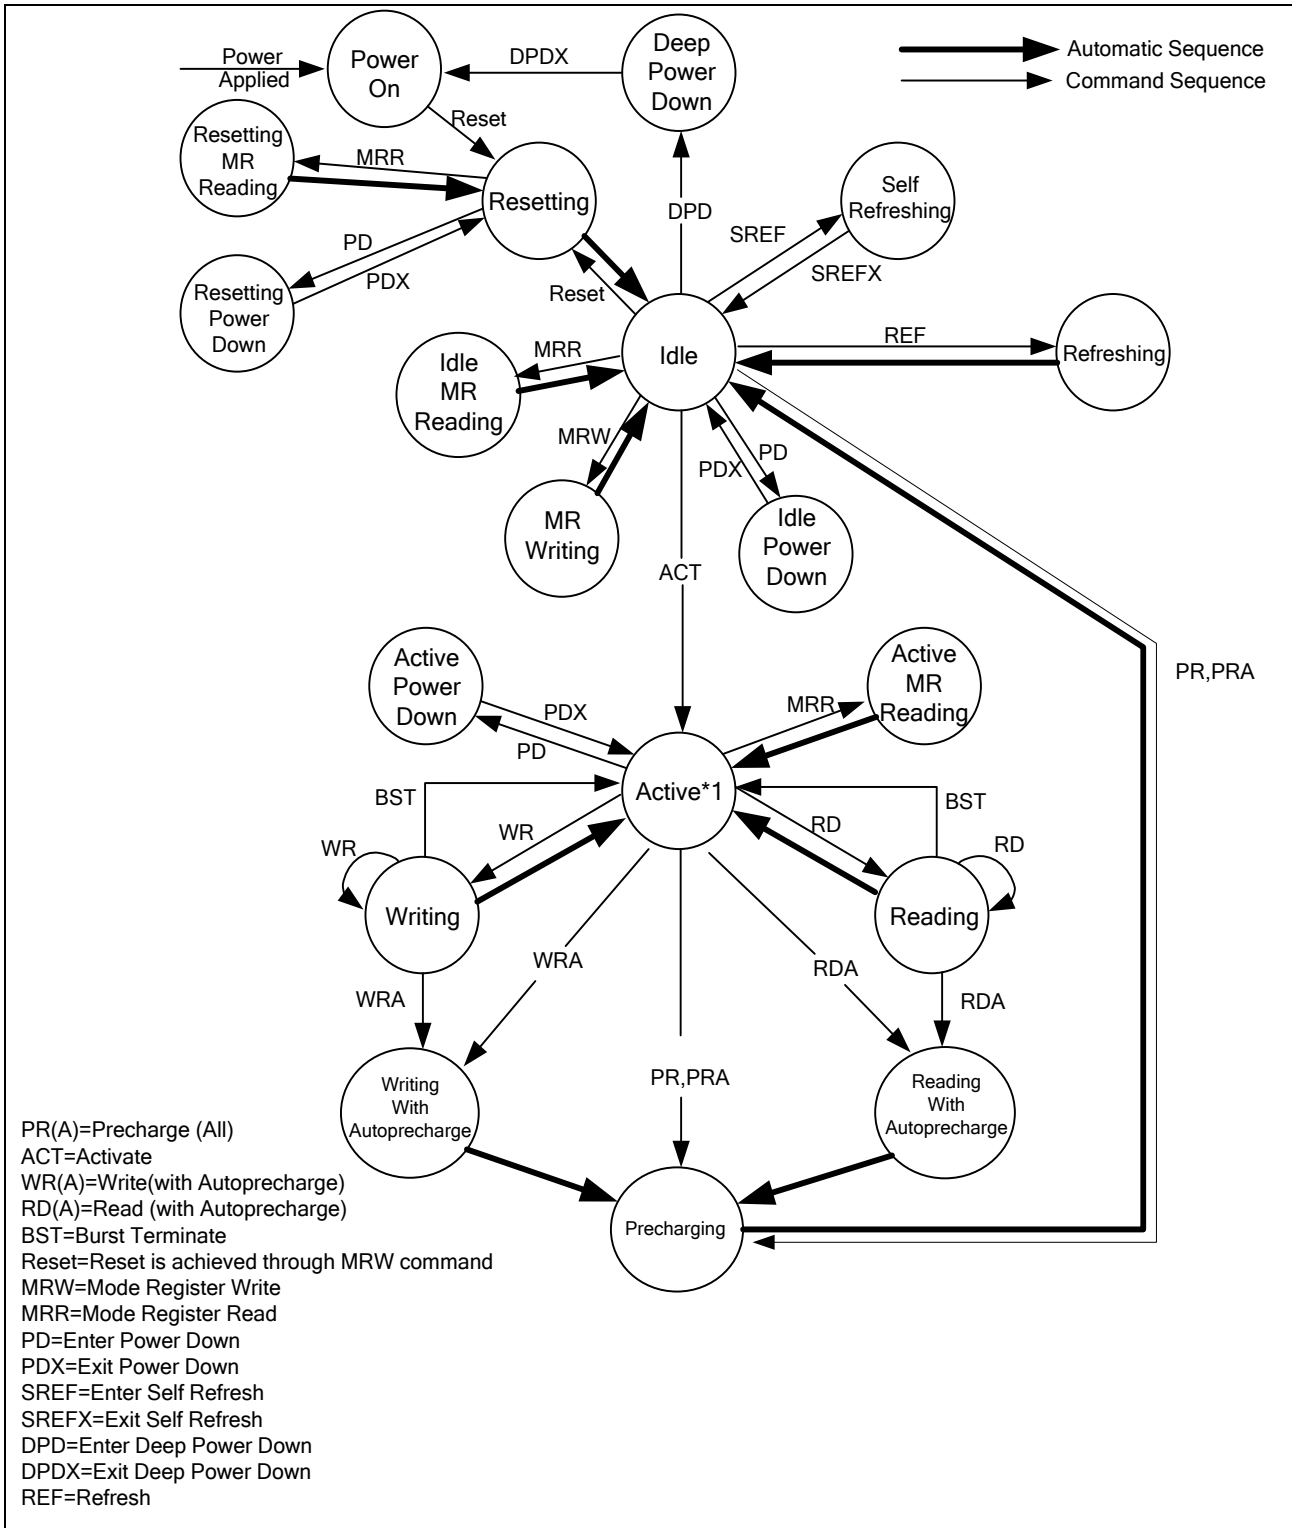 Power
Applied
Power
On
DPDX
Deep
Power
Down
Automatic Sequence
Command Sequence
Reset
Resetting
MR
Reading
MRR
Resetting
DPD
Self
Refreshing
SREF
SREFX
PD
PDX
Resetting
Power
Down
Reset
Idle
REF
Refreshing
MRR
Idle
MR
Reading
MRW
MR
Writing
PD
PDX
Idle
Power
Down
ACT
PR,PRA
Active
Power
Down
PDX
PD
MRR
Active
MR
Reading
Active*1
BST
WR
WR
Writing
RD
BST
RD
Reading
WRA
WRA
RDA
RDA
PR,PRA
Writing
With
Autoprecharge
Reading
With
Autoprecharge
Precharging
PR(A)=Precharge (All)
ACT=Activate
WR(A)=Write(with Autoprecharge)
RD(A)=Read (with Autoprecharge)
BST=Burst Terminate
Reset=Reset is achieved through MRW command
MRW=Mode Register Write
MRR=Mode Register Read
PD=Enter Power Down
PDX=Exit Power Down
SREF=Enter Self Refresh
SREFX=Exit Self Refresh
DPD=Enter Deep Power Down
DPDX=Exit Deep Power Down
REF=Refresh